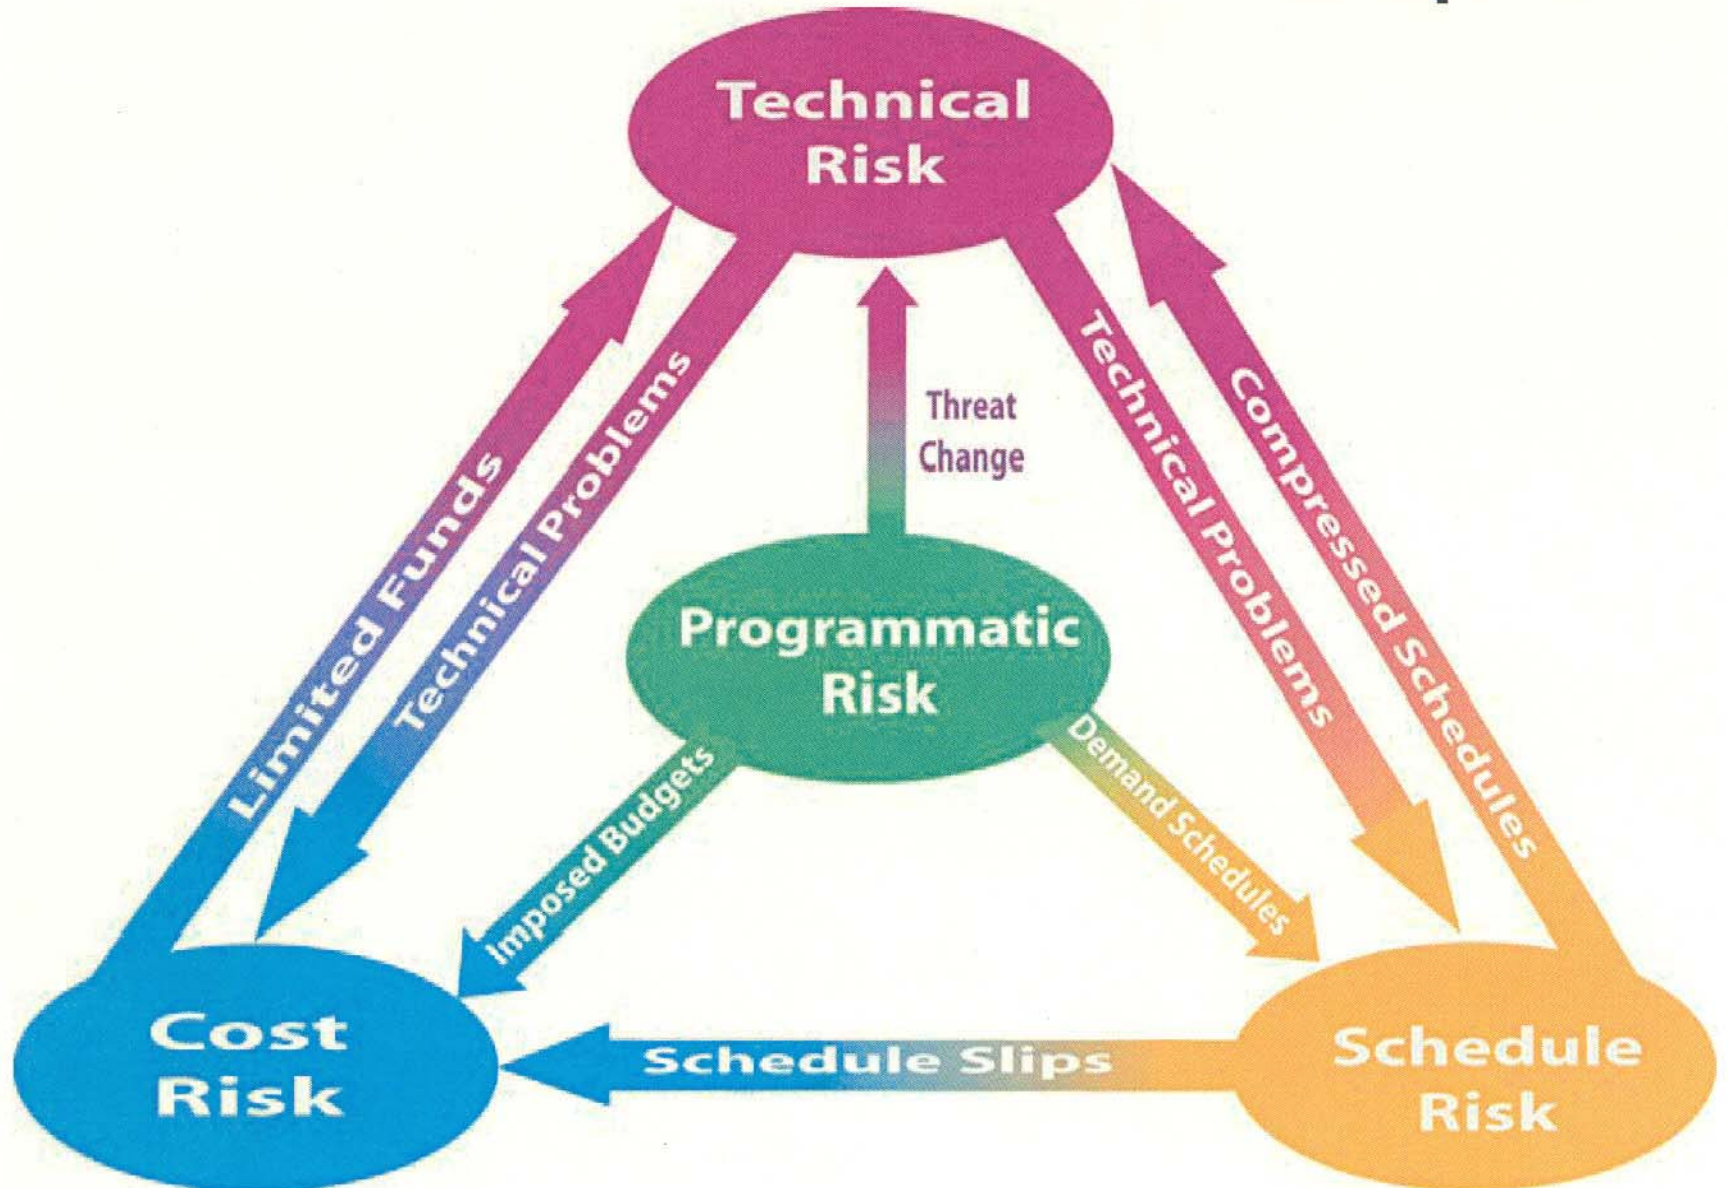 Technical
Risk
Limited Funds
Technical Problems
Threat
Change
Technical Problems
Compressed Schedules
Programmatic
Risk
Imposed Budgets
Demand Schedules
Cost
Risk
Schedule Slips
Schedule
Risk